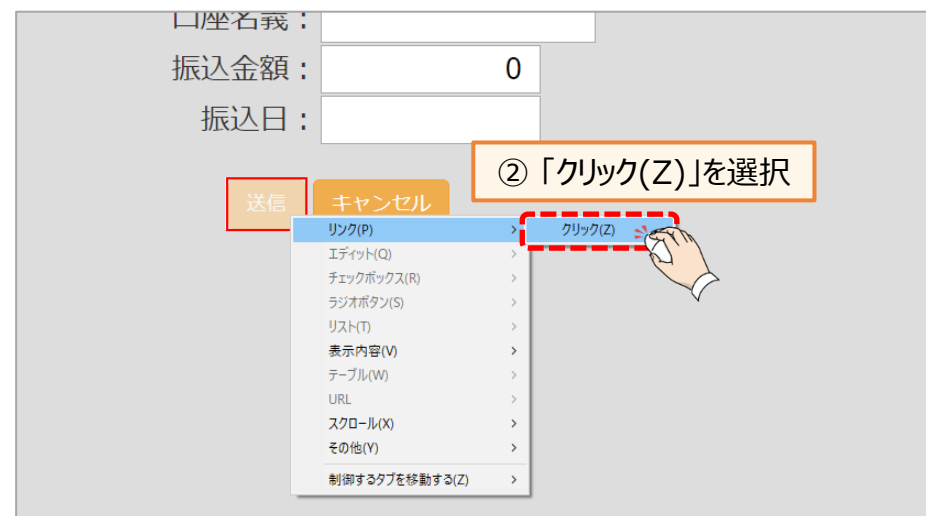 口座名義：
振込金額： 0
振込日：
② 「クリック(Z)」を選択
送信 キャンセル
リンク(P) > クリック(Z)
エディット(Q) >
チェックボックス(R) >
ラジオボタン(S) >
リスト(T) >
表示内容(V) >
テーブル(W) >
URL >
スクロール(X) >
その他(Y) >
制御するタブを移動する(Z) >